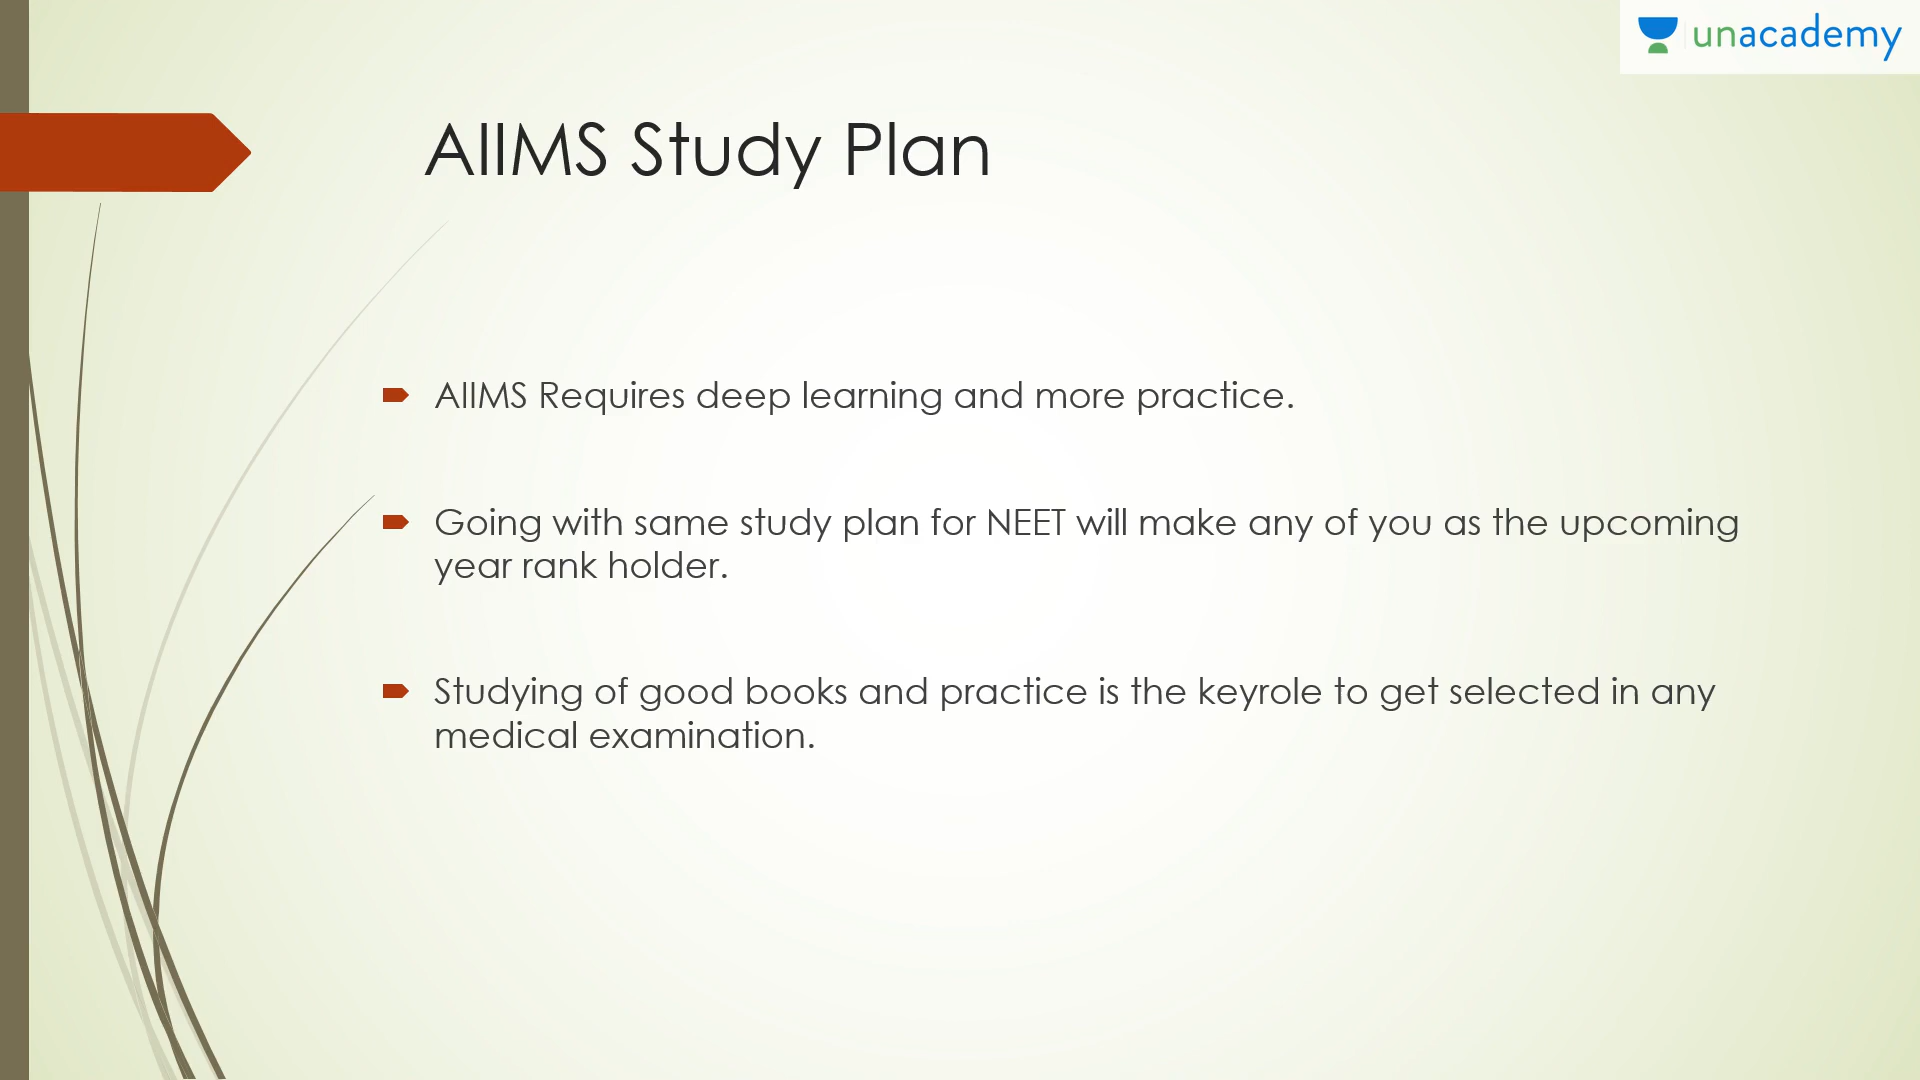 unacademy
AIIMS Study Plan
AIIMS Requires deep learning and more practice.
Going with same study plan for NEET will make any of you as the upcoming
year rank holder.
Studying of good books and practice is the keyrole to get selected in any
medical examination.